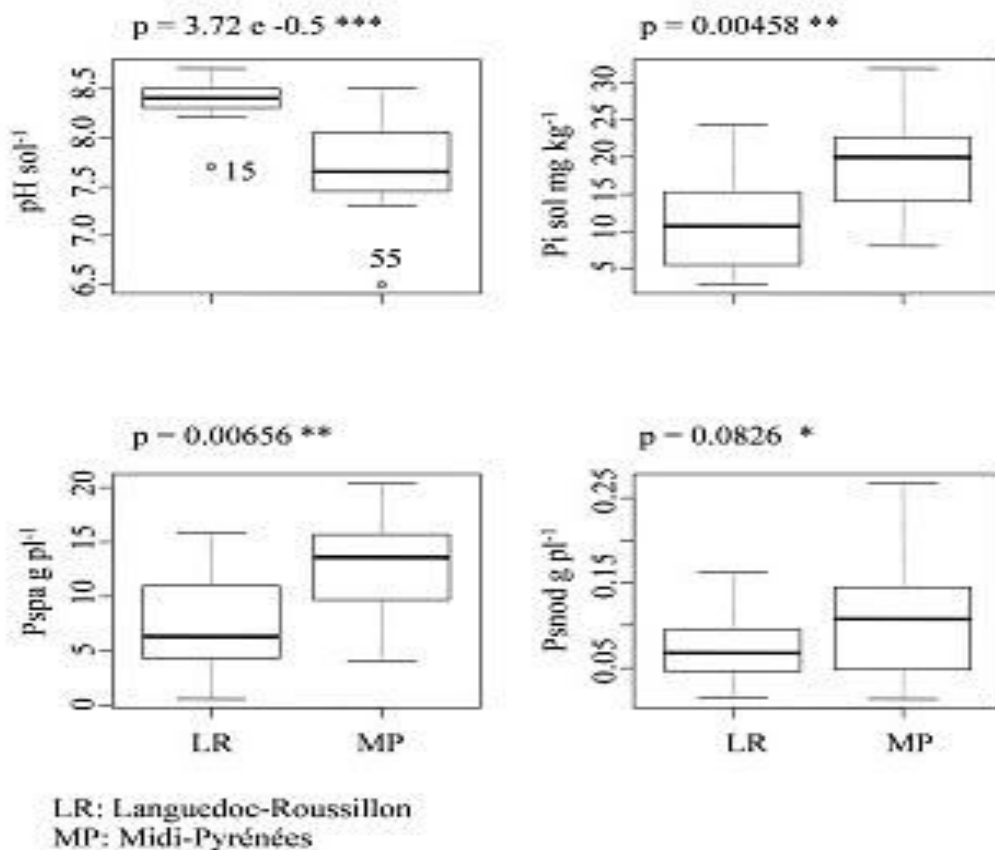 p = 3.72 e -0.5 ***
pH sol⁻¹
8.5
8.0
7.5
7.0
6.5
15
55
p = 0.00458 **
Pi sol mg kg⁻¹
30
25
20
15
10
5
p = 0.00656 **
Pspa g pl⁻¹
20
15
10
5
0
LR
MP
p = 0.0826 *
Psnod g pl⁻¹
0.25
0.15
0.05
LR
MP
LR: Languedoc-Roussillon
MP: Midi-Pyrénées